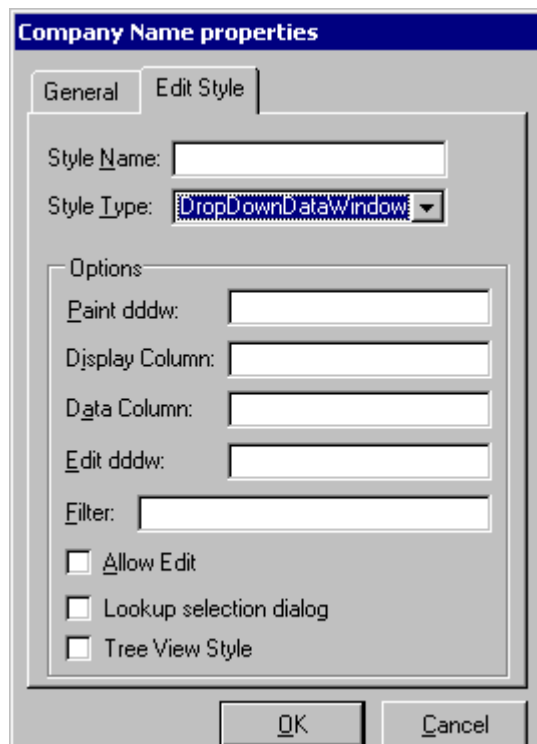 Company Name properties
General Edit Style
Style Name:
Style Type: DropDownDataWindow
Options
Paint dddw:
Display Column:
Data Column:
Edit dddw:
Filter:
Allow Edit
Lookup selection dialog
Tree View Style
OK Cancel